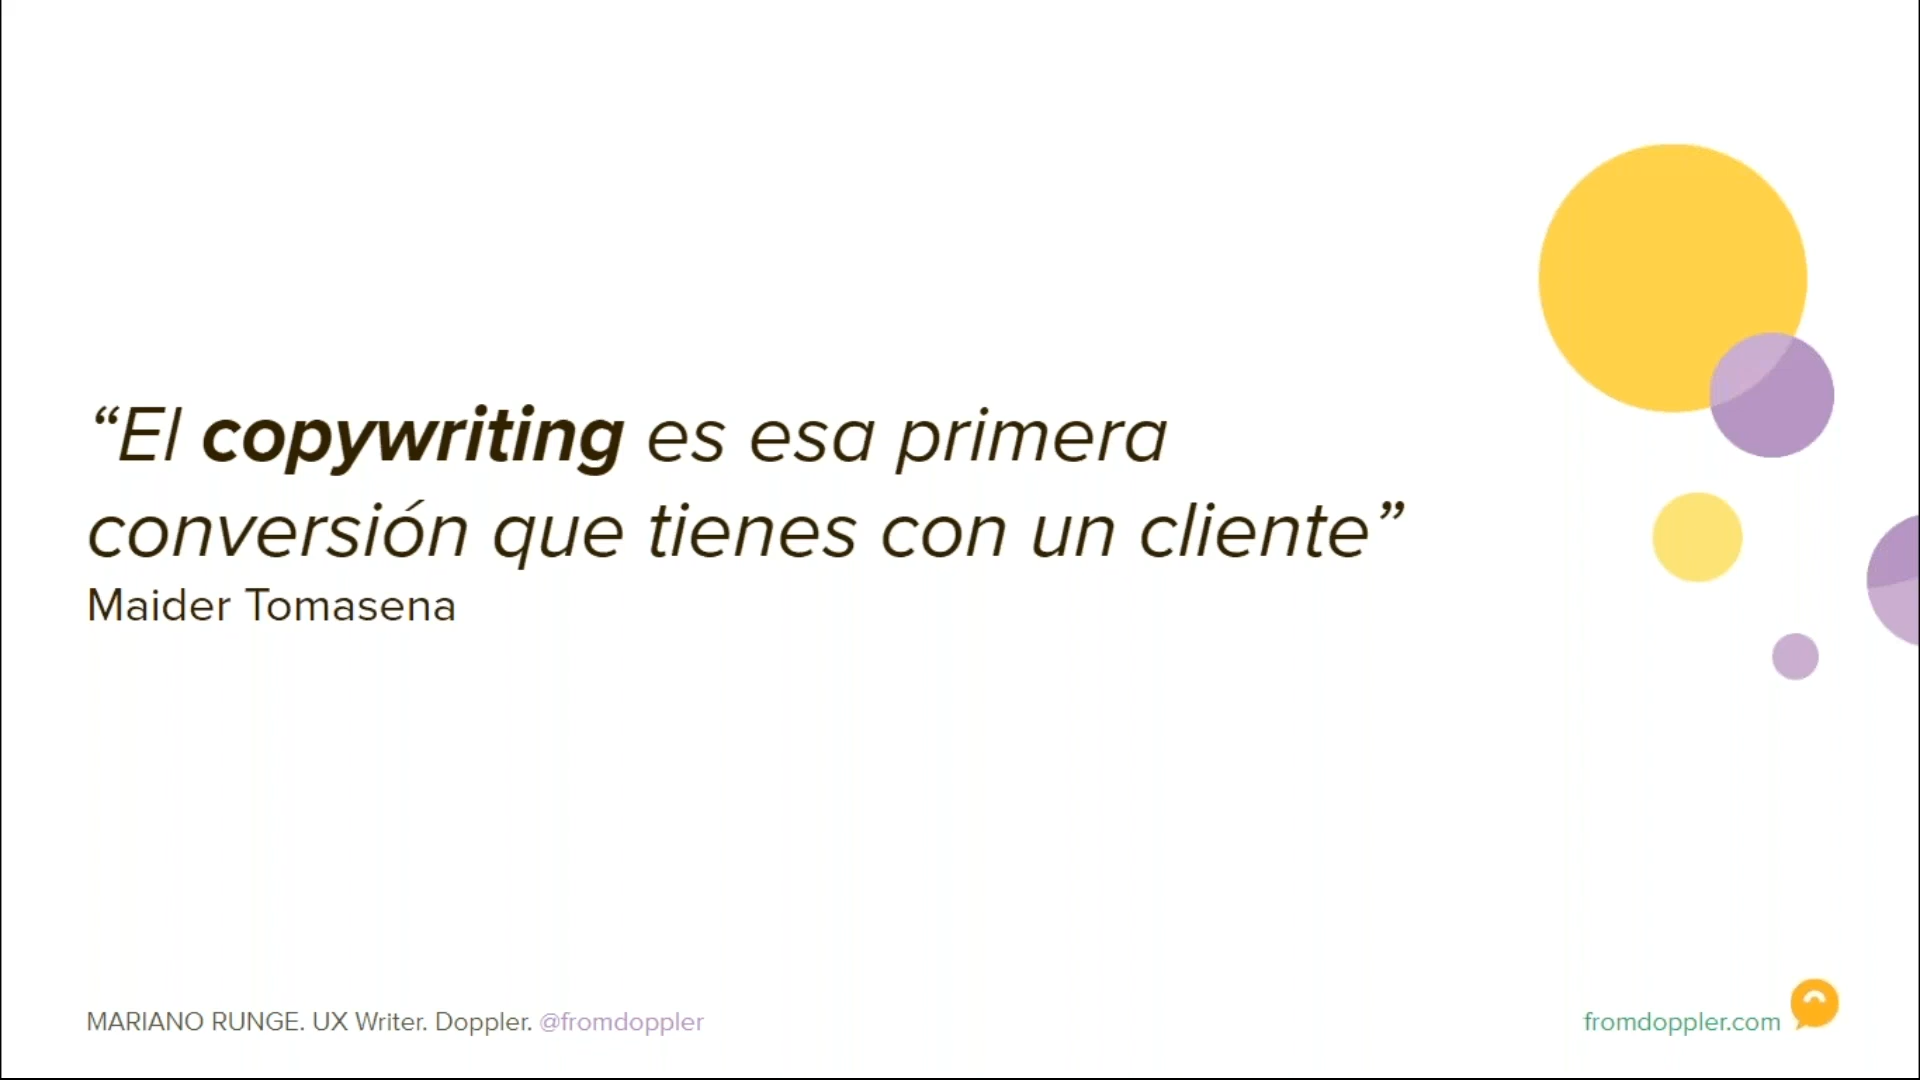 “El copywriting es esa primera
conversión que tienes con un cliente”
Maider Tomasena
MARIANO RUNGE. UX Writer. Doppler. @fromdoppler
fromdoppler.com